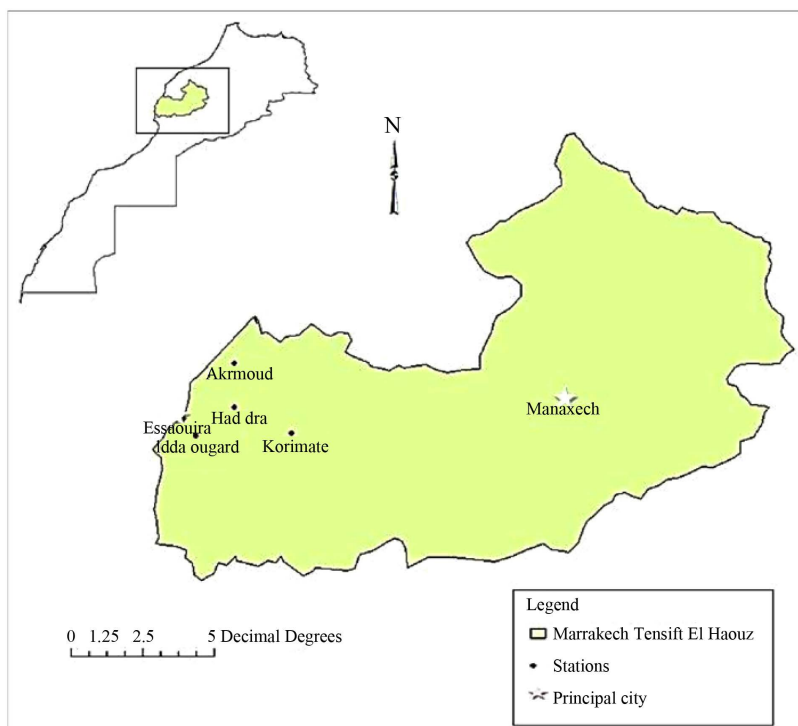 N
Akrmoud
Had dra
Essaouira
Idda ougard
Korimate
Manaxech
0 1.25 2.5 5 Decimal Degrees
Legend
Marrakech Tensift El Haouz
Stations
Principal city